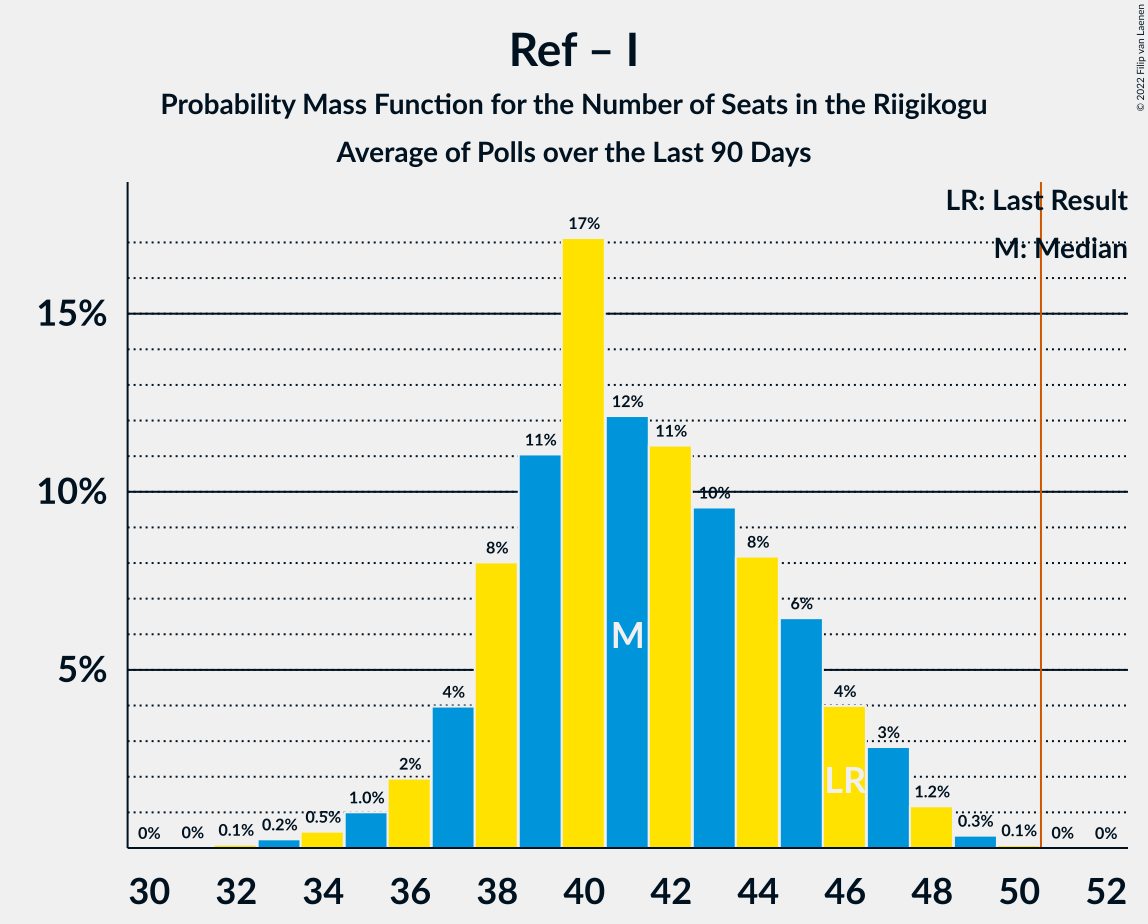 Ref – I
Probability Mass Function for the Number of Seats in the Riigikogu
Average of Polls over the Last 90 Days
© 2022 Filip van Laenen
LR: Last Result
M: Median
15%
10%
5%
0% 0% 0.1% 0.2% 0.5% 1.0% 2% 4% 8% 11% 17% 12% 11% 10% 8% 6% 4% 3% 1.2% 0.3% 0.1% 0% 0%
M
LR
30 32 34 36 38 40 42 44 46 48 50 52